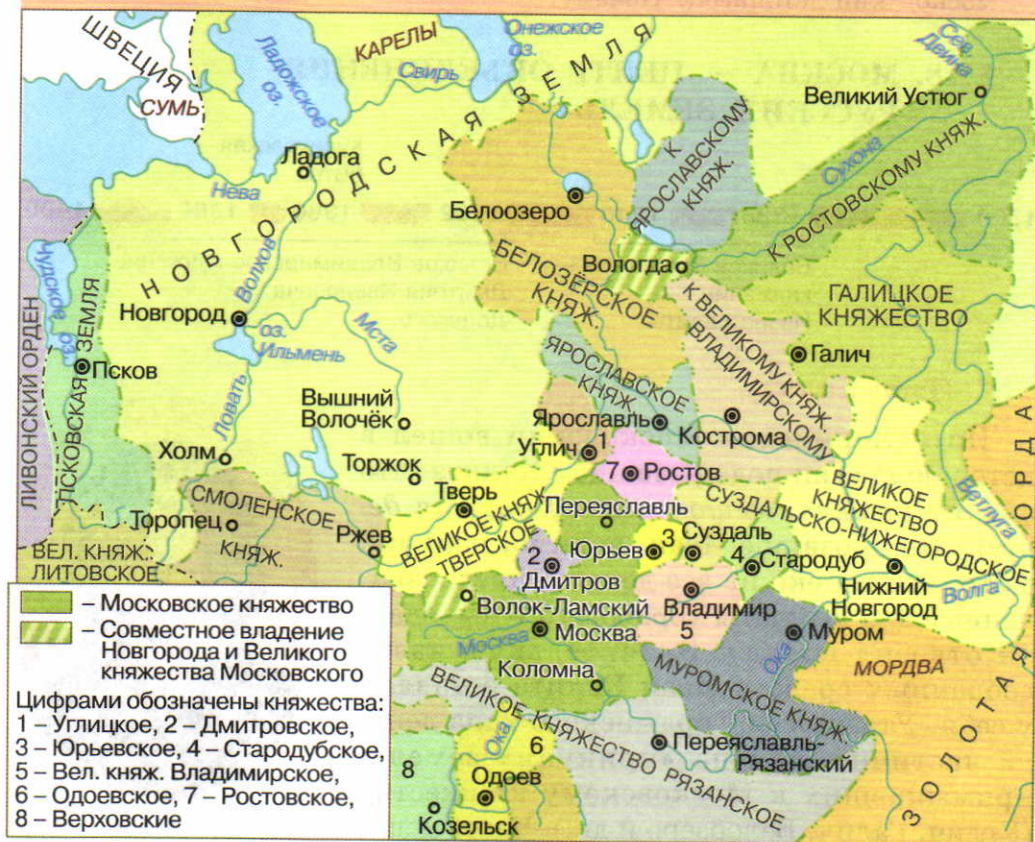 ШВЕЦИЯ
СУМЬ
Ладожское
оз.
КАРЕЛЫ
Свирь
Онежское
оз.
Сев.
Двина
Великий Устюг
НОВГОРОДСКАЯ ЗЕМЛЯ
Ладога
Нева
Волхов
Белоозеро
К
ЯРОСЛАВСКОМУ
КНЯЖ.
Сухона
К РОСТОВСКОМУ КНЯЖ.
Вологда
БЕЛОЗЁРСКОЕ
КНЯЖ.
К ВЕЛИКОМУ КНЯЖ.
ВЛАДИМИРСКОМУ
ГАЛИЦКОЕ
КНЯЖЕСТВО
Галич
ЛИВОНСКИЙ ОРДЕН
Чудское
оз.
ПСКОВСКАЯ ЗЕМЛЯ
Псков
Новгород
оз.
Ильмень
Мста
Ловать
Вышний
Волочёк
Холм
Торжок
ЯРОСЛАВСКОЕ
КНЯЖ.
Ярославль
Кострома
Углич
1
7
Ростов
СМОЛЕНСКОЕ
КНЯЖ.
Торопец
Ржев
Тверь
ВЕЛИКОЕ КНЯЖ.
ТВЕРСКОЕ
Переяславль
2
Дмитров
Юрьев
3
Суздаль
4
Стародуб
ВЕЛИКОЕ
КНЯЖЕСТВО
СУЗДАЛЬСКО-НИЖЕГОРОДСКОЕ
Ветлуга
Нижний
Новгород
Волга
ВЕЛ. КНЯЖ.
ЛИТОВСКОЕ
Волок-Ламский
Москва
Москва
Владимир
5
Муром
Ока
МУРОМСКОЕ КНЯЖ.
МОРДВА
Коломна
ВЕЛИКОЕ КНЯЖЕСТВО РЯЗАНСКОЕ
Переяславль-
Рязанский
ЗОЛОТАЯ ОРДА
Ока
6
8
Одоев
Козельск
– Московское княжество
– Совместное владение
Новгорода и Великого
княжества Московского
Цифрами обозначены княжества:
1 – Углицкое, 2 – Дмитровское,
3 – Юрьевское, 4 – Стародубское,
5 – Вел. княж. Владимирское,
6 – Одоевское, 7 – Ростовское,
8 – Верховские